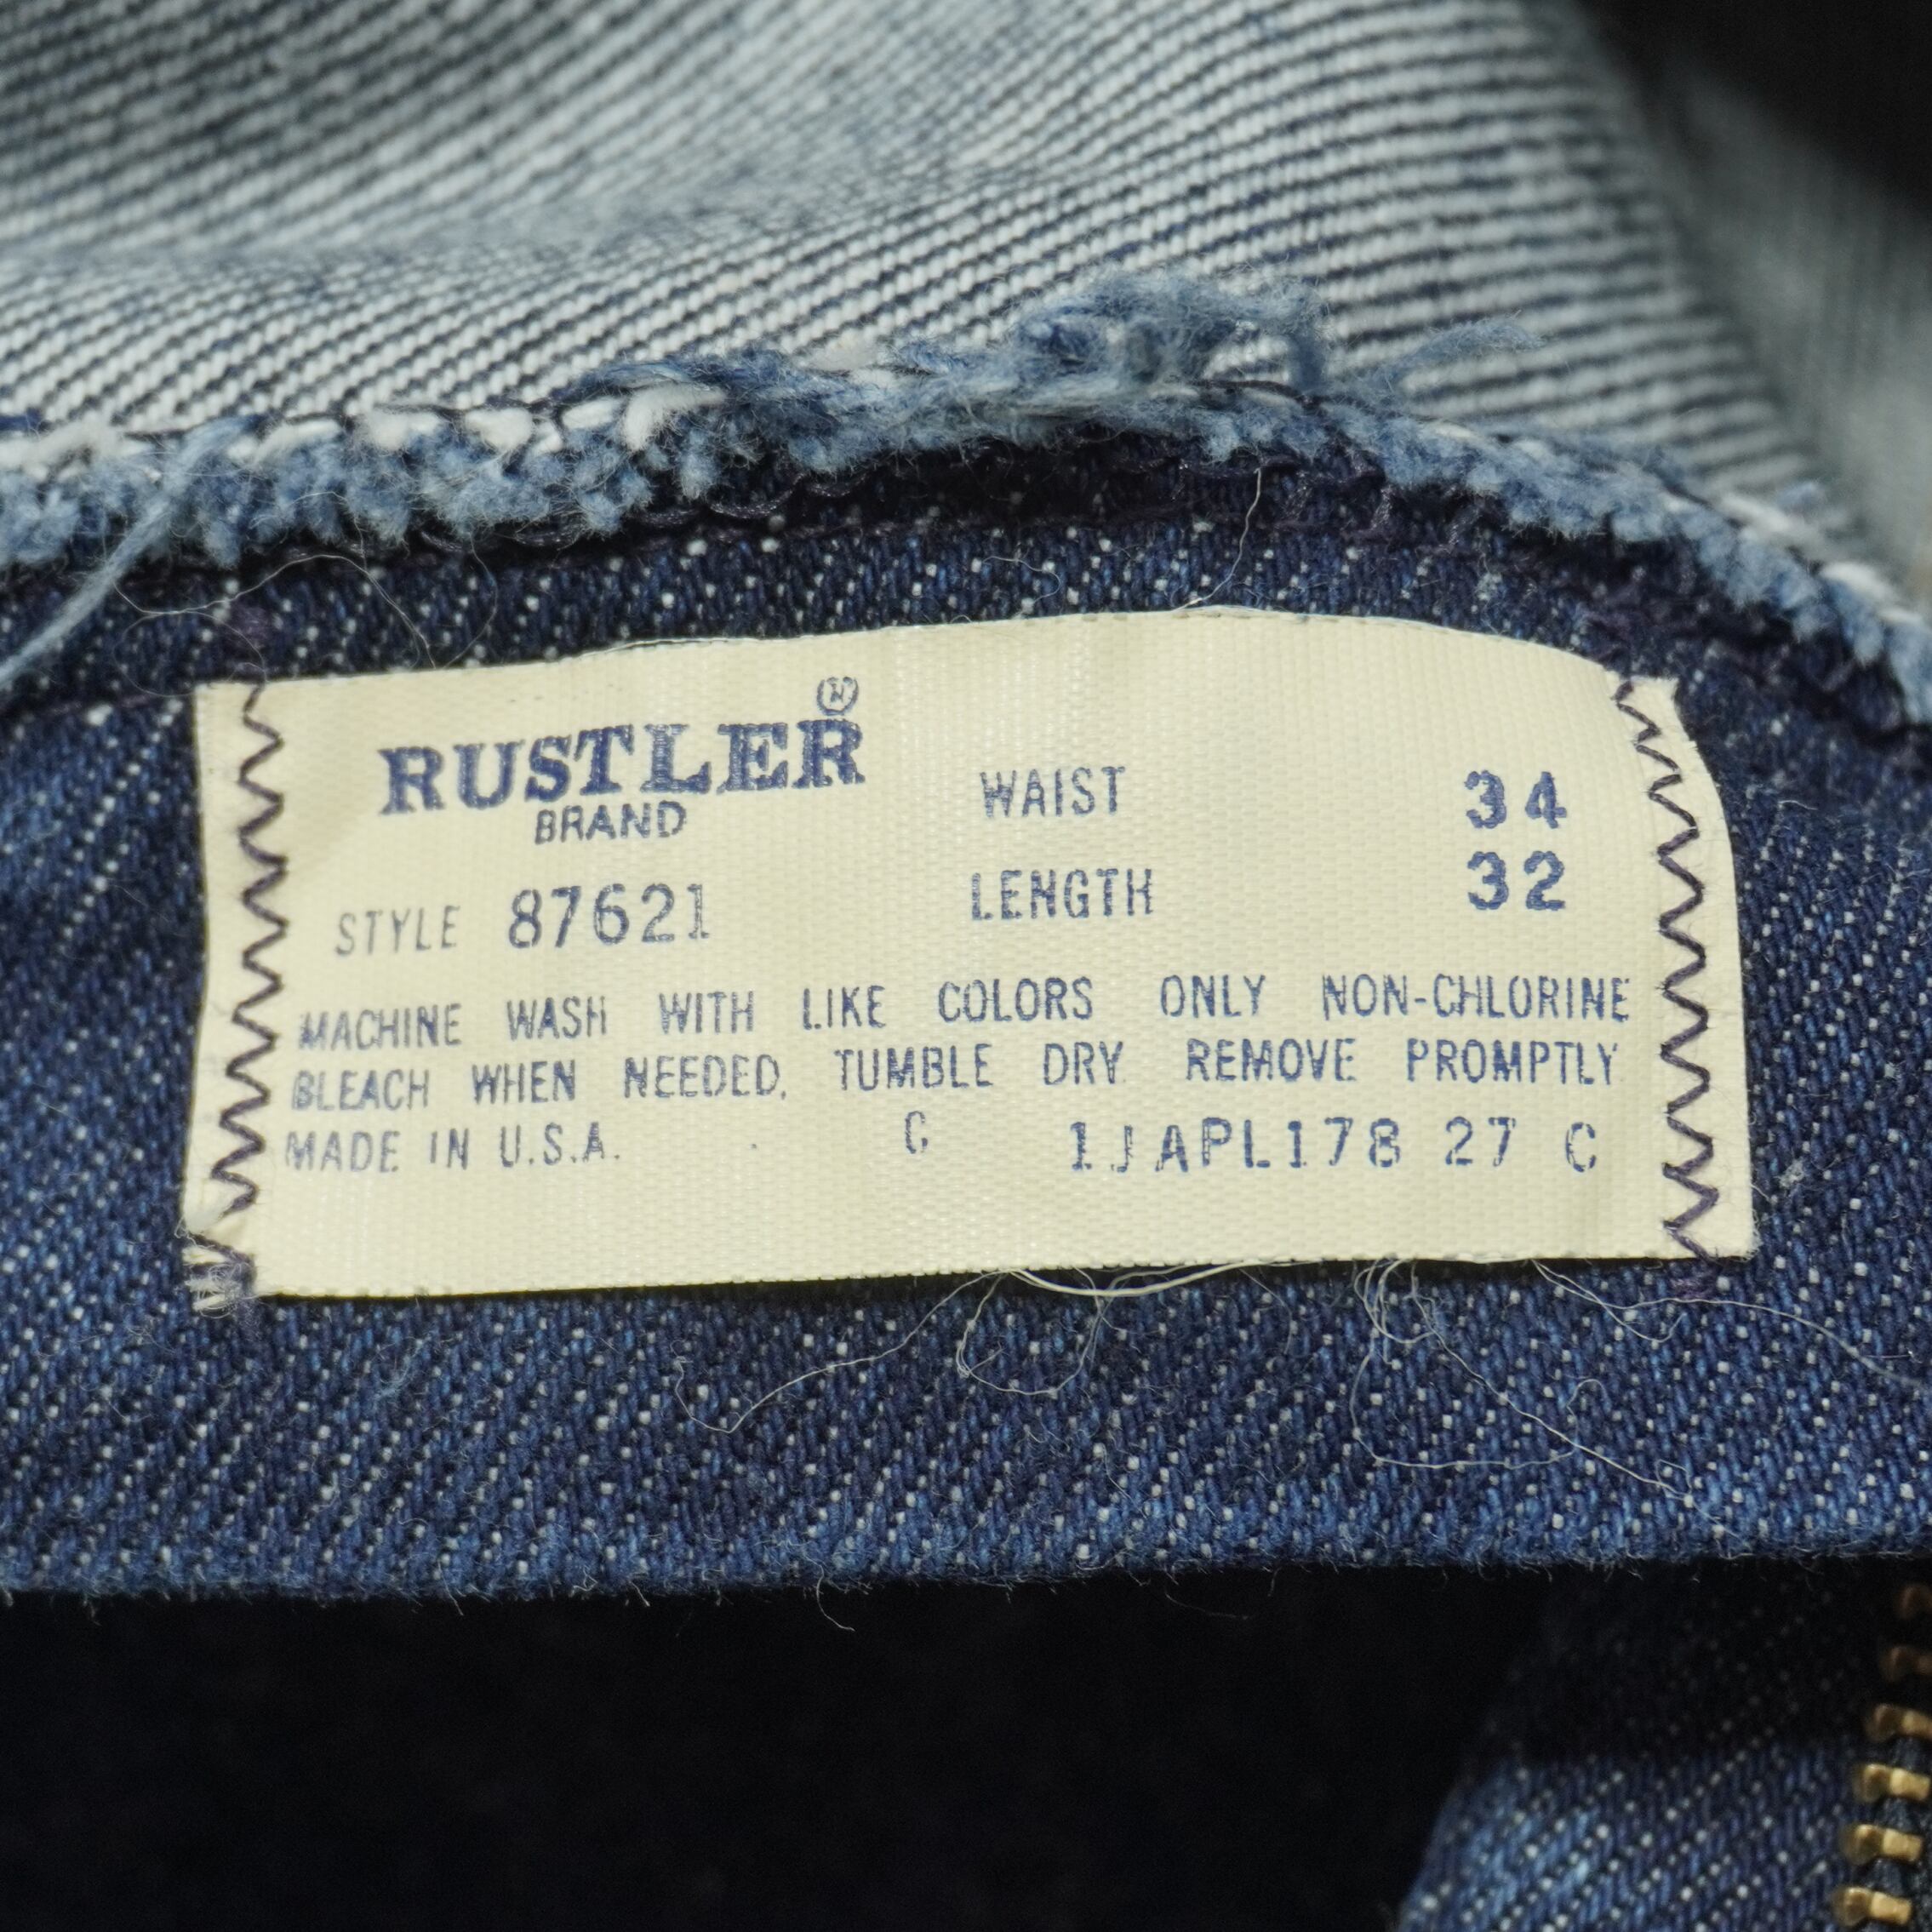 RUSTLER®
BRAND
STYLE 87621
WAIST 34
LENGTH 32
MACHINE WASH WITH LIKE COLORS ONLY NON-CHLORINE
BLEACH WHEN NEEDED. TUMBLE DRY REMOVE PROMPTLY
MADE IN U.S.A. C 1JAPL178 27 C